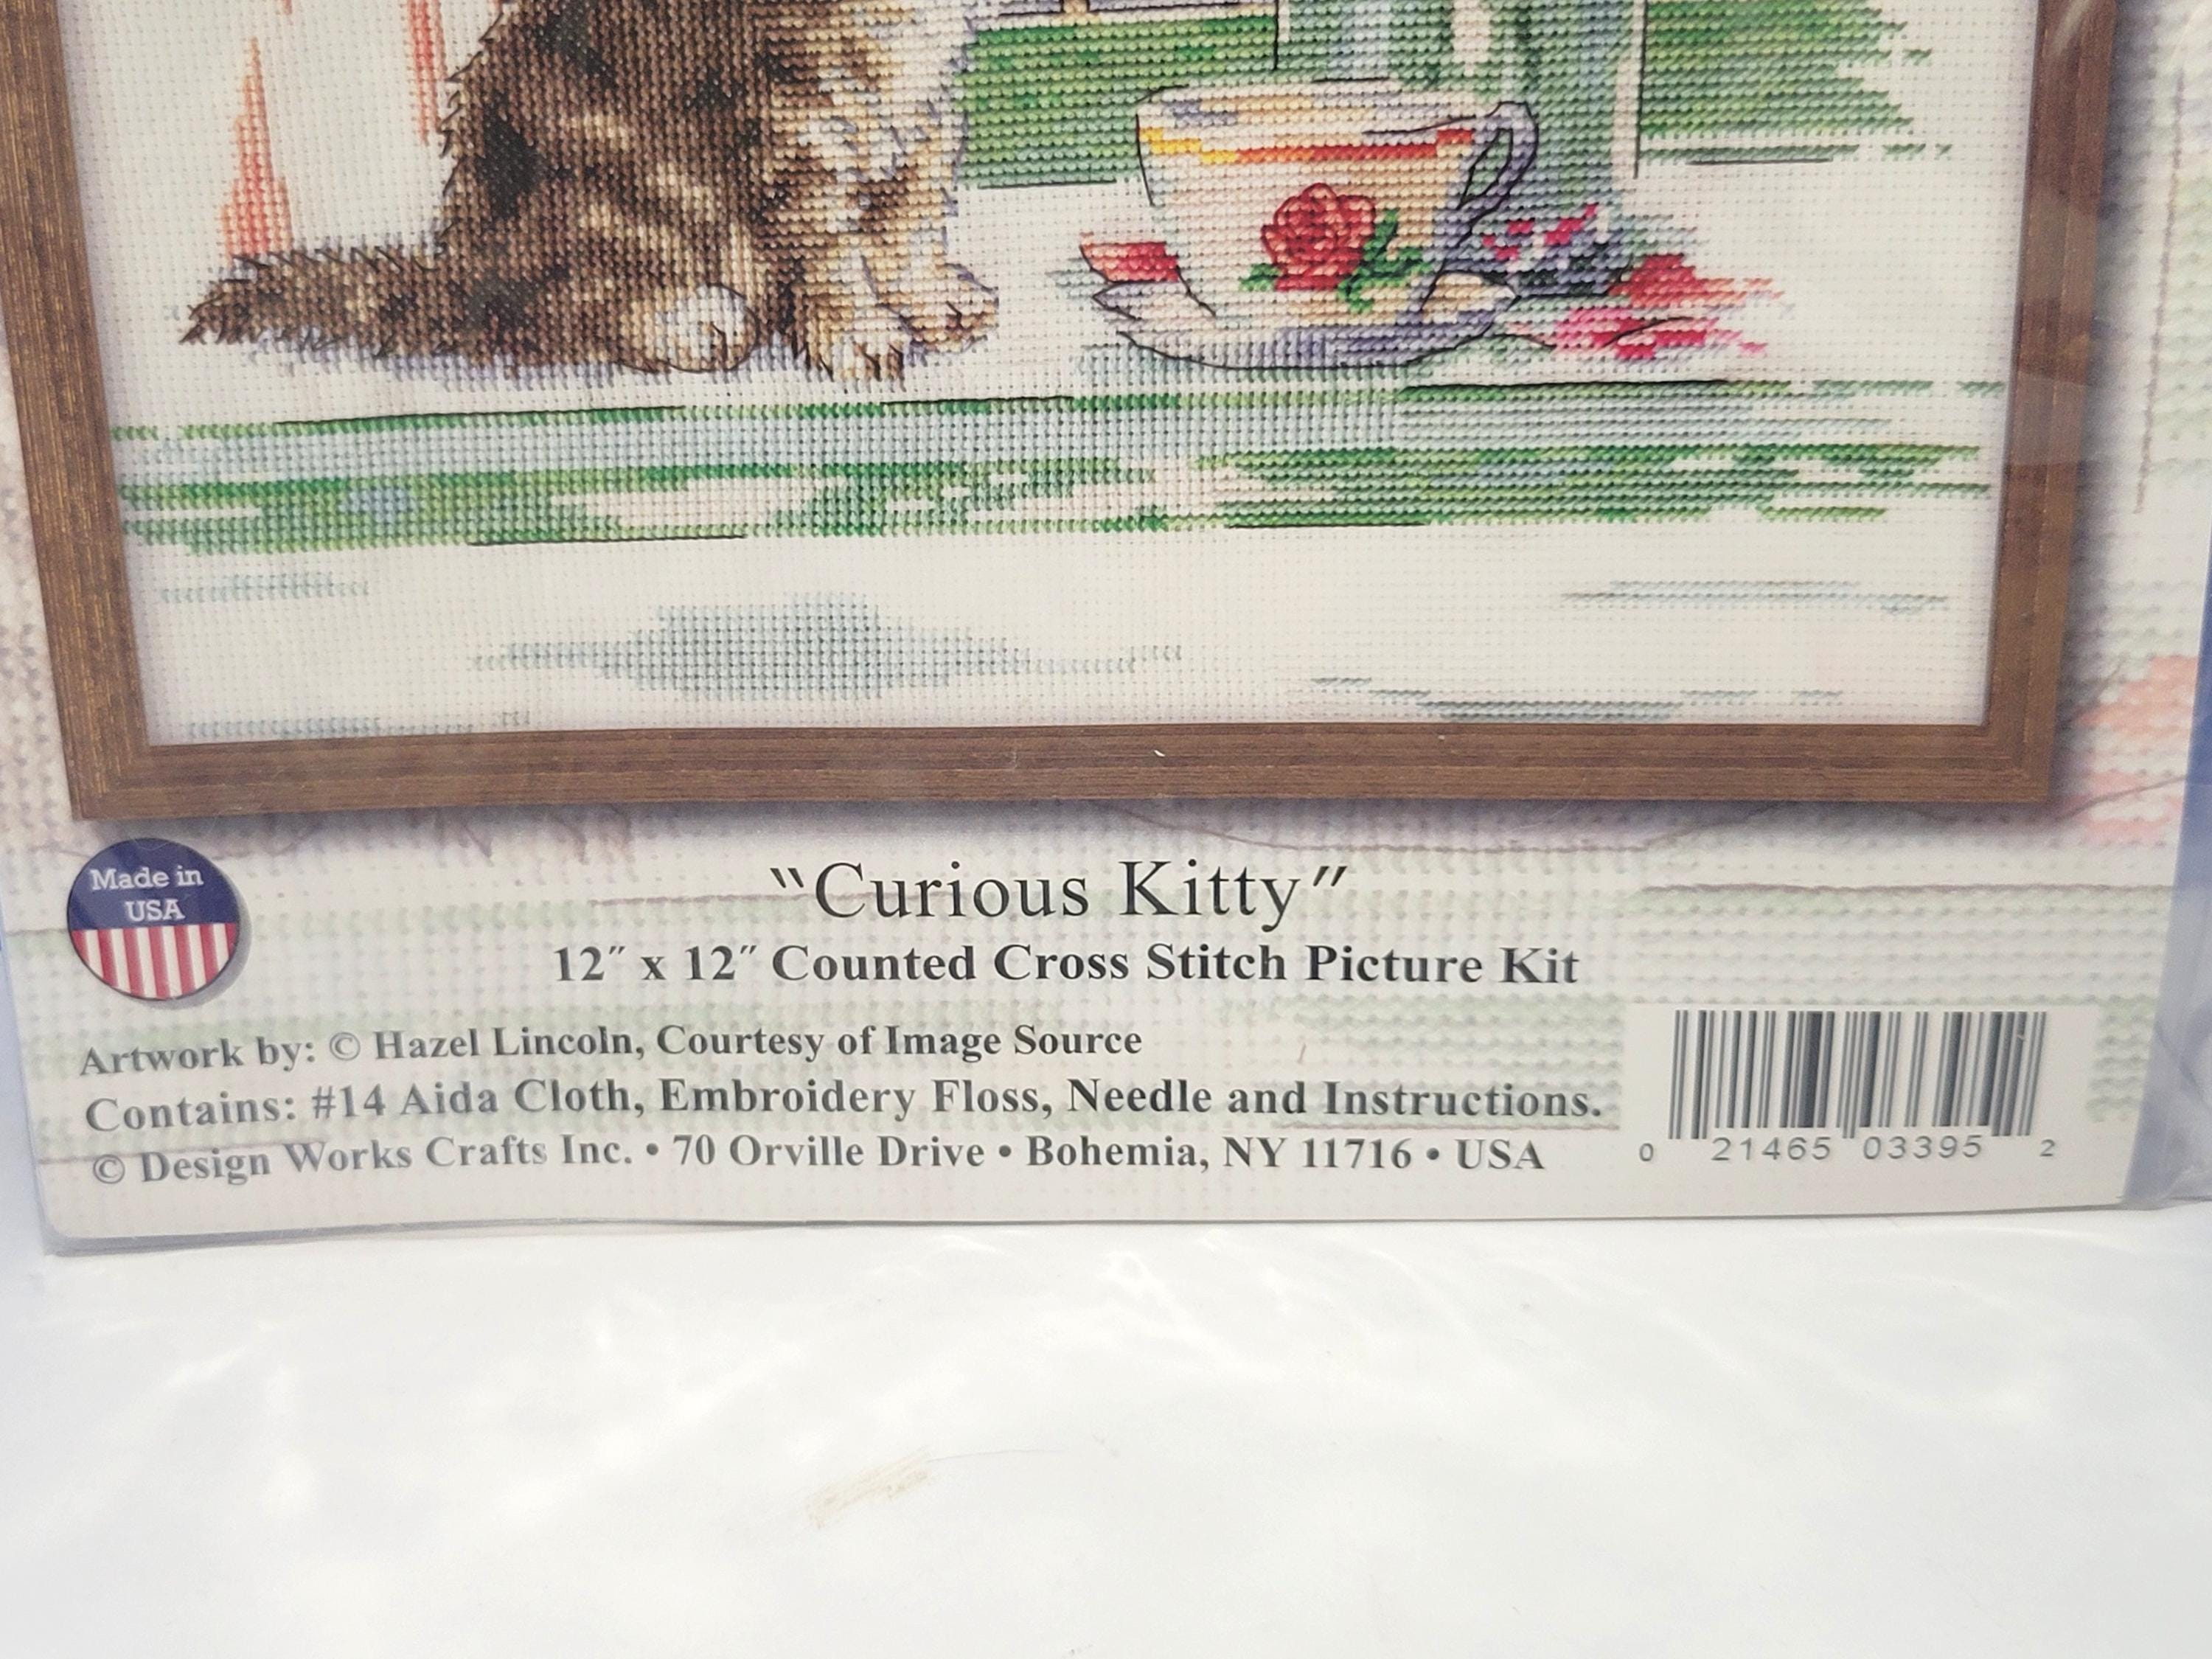 Made in
USA
"Curious Kitty"
12" x 12" Counted Cross Stitch Picture Kit
Artwork by: © Hazel Lincoln, Courtesy of Image Source
Contains: #14 Aida Cloth, Embroidery Floss, Needle and Instructions.
© Design Works Crafts Inc. • 70 Orville Drive • Bohemia, NY 11716 • USA
0 21465 03395 2